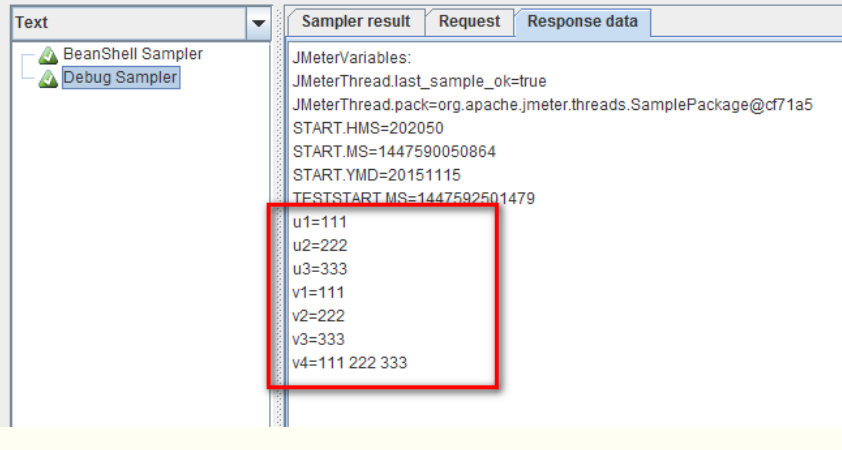 Text
Sampler result Request Response data
BeanShell Sampler
Debug Sampler
JMeterVariables:
JMeterThread.last_sample_ok=true
JMeterThread.pack=org.apache.jmeter.threads.SamplePackage@cf71a5
START.HMS=202050
START.MS=1447590050864
START.YMD=20151115
TESTSTART.MS=1447592501479
u1=111
u2=222
u3=333
v1=111
v2=222
v3=333
v4=111 222 333